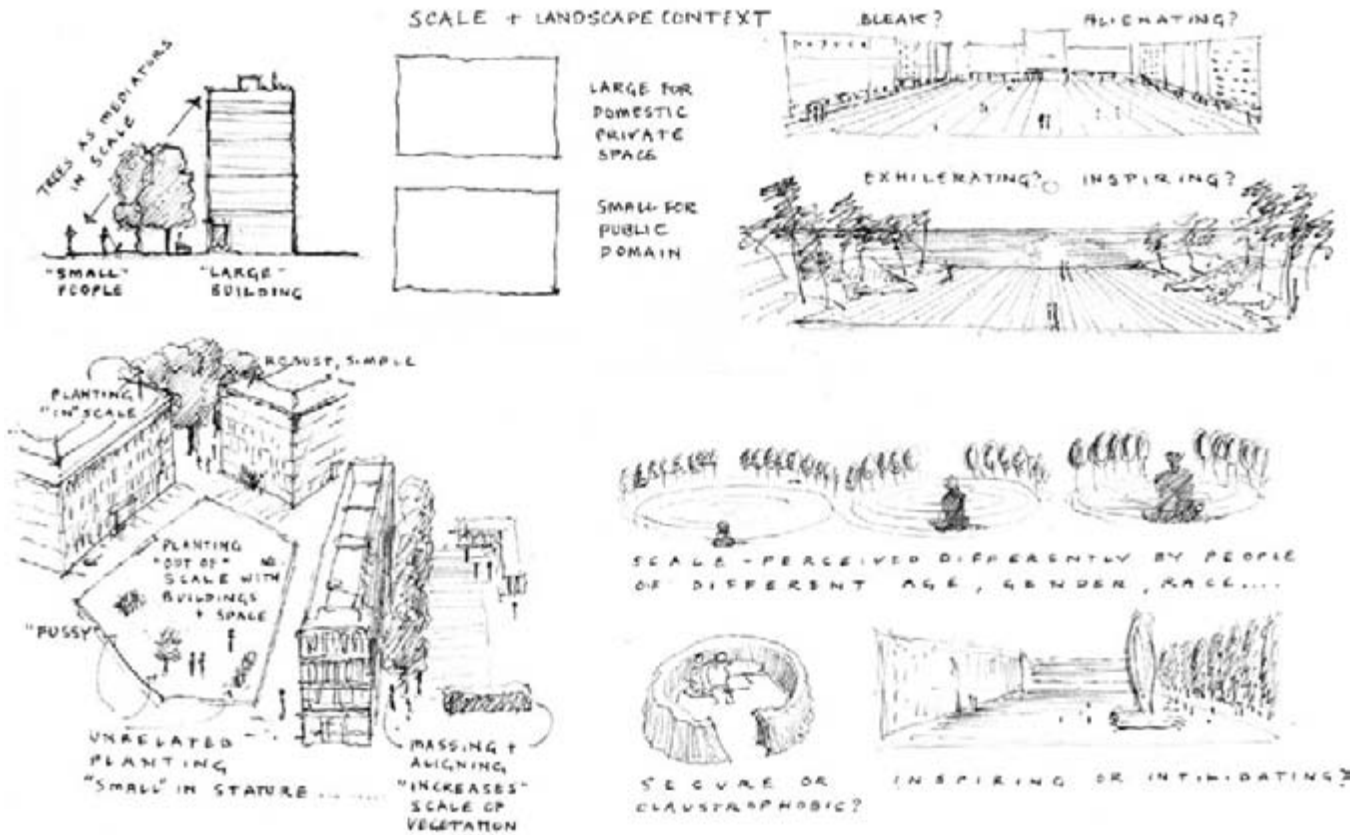 SCALE + LANDSCAPE CONTEXT
TREES AS MEDIATORS
IN SCALE
"SMALL"
PEOPLE
"LARGE"
BUILDING
LARGE FOR
DOMESTIC
PRIVATE
SPACE
SMALL FOR
PUBLIC
DOMAIN
BLEAK? ALIENATING?
EXHILERATING? INSPIRING?
ROBUST, SIMPLE
PLANTING
"IN" SCALE
PLANTING
"OUT OF"
SCALE WITH
BUILDINGS
+ SPACE
"FUSSY"
UNRELATED
PLANTING
"SMALL" IN STATURE ........
MASSING +
ALIGNING
"INCREASES"
SCALE OF
VEGETATION
SCALE - PERCEIVED DIFFERENTLY BY PEOPLE
OF DIFFERENT AGE, GENDER, RACE....
SECURE OR
CLAUSTROPHOBIC?
INSPIRING OR INTIMIDATING?